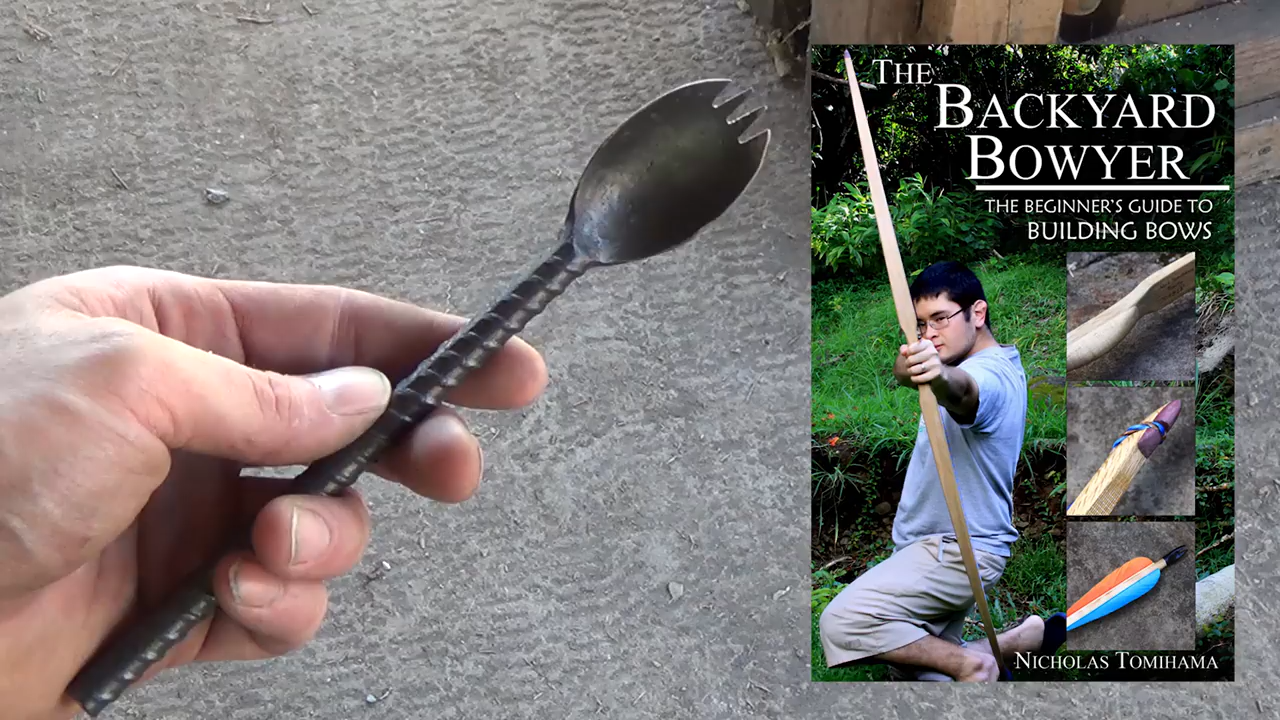 THE
BACKYARD
BOWYER
THE BEGINNER'S GUIDE TO
BUILDING BOWS
NICHOLAS TOMIHAMA